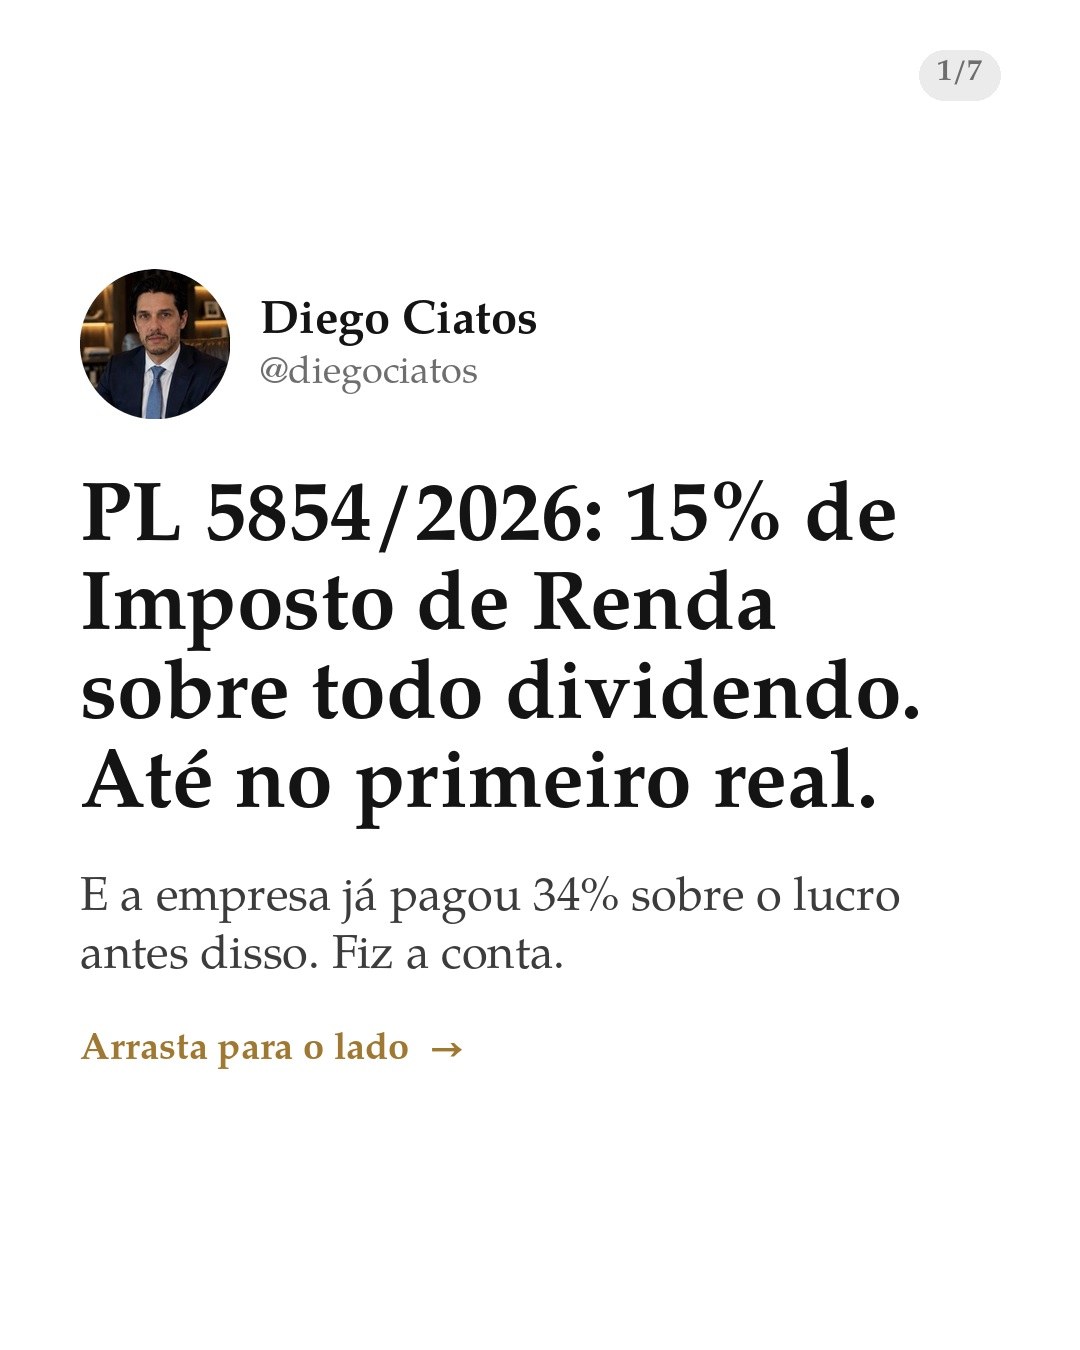 1/7
Diego Ciatos
@diegociatos
PL 5854/2026: 15% de
Imposto de Renda
sobre todo dividendo.
Até no primeiro real.
E a empresa já pagou 34% sobre o lucro
antes disso. Fiz a conta.
Arrasta para o lado →